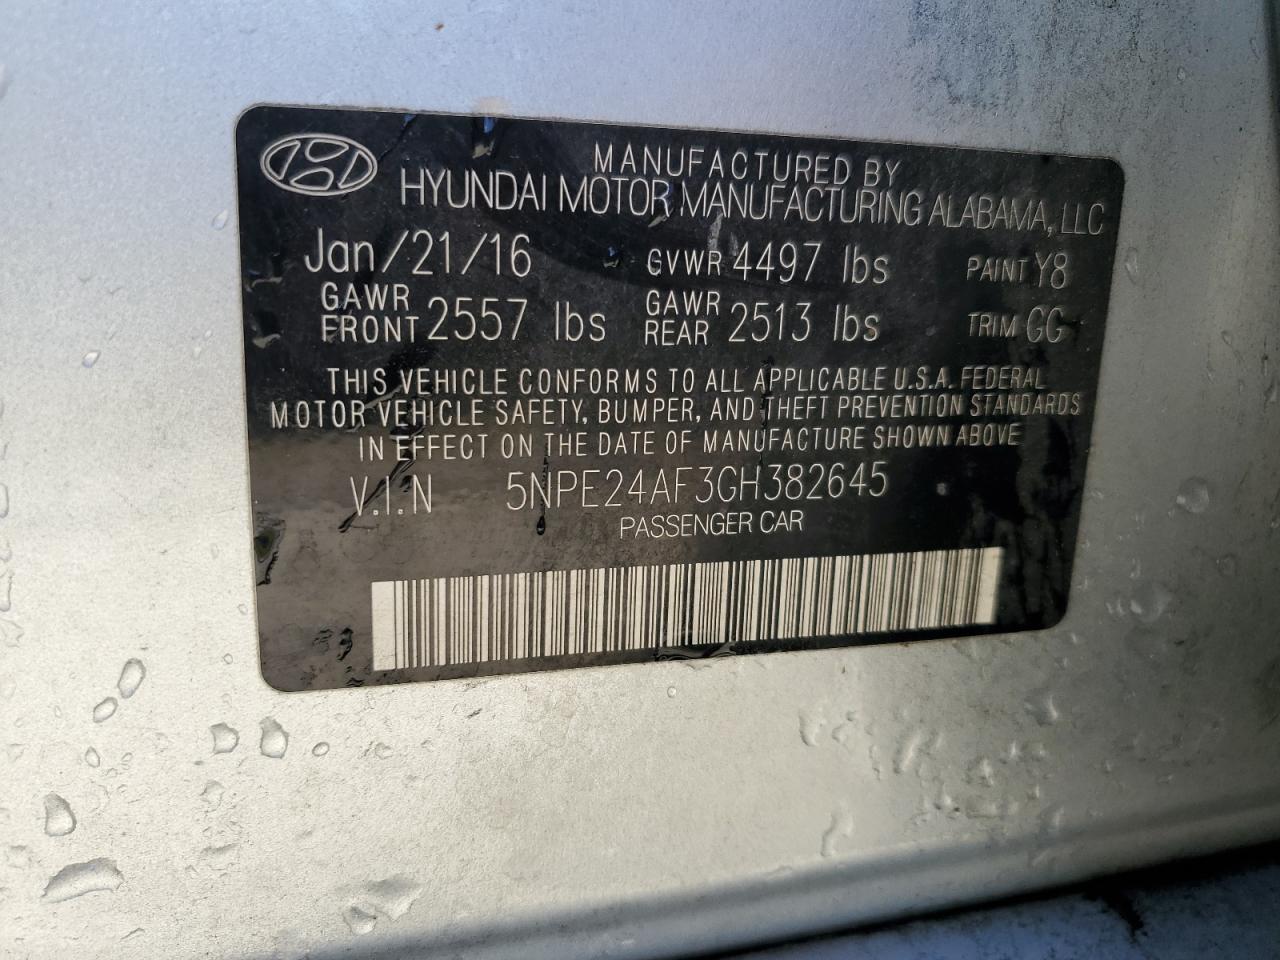 MANUFACTURED BY
HYUNDAI MOTOR MANUFACTURING ALABAMA, LLC
Jan/21/16 GVWR 4497 lbs PAINT Y8
GAWR FRONT 2557 lbs GAWR REAR 2513 lbs TRIM GG
THIS VEHICLE CONFORMS TO ALL APPLICABLE U.S.A. FEDERAL
MOTOR VEHICLE SAFETY, BUMPER, AND THEFT PREVENTION STANDARDS
IN EFFECT ON THE DATE OF MANUFACTURE SHOWN ABOVE
V.I.N 5NPE24AF3GH382645
PASSENGER CAR